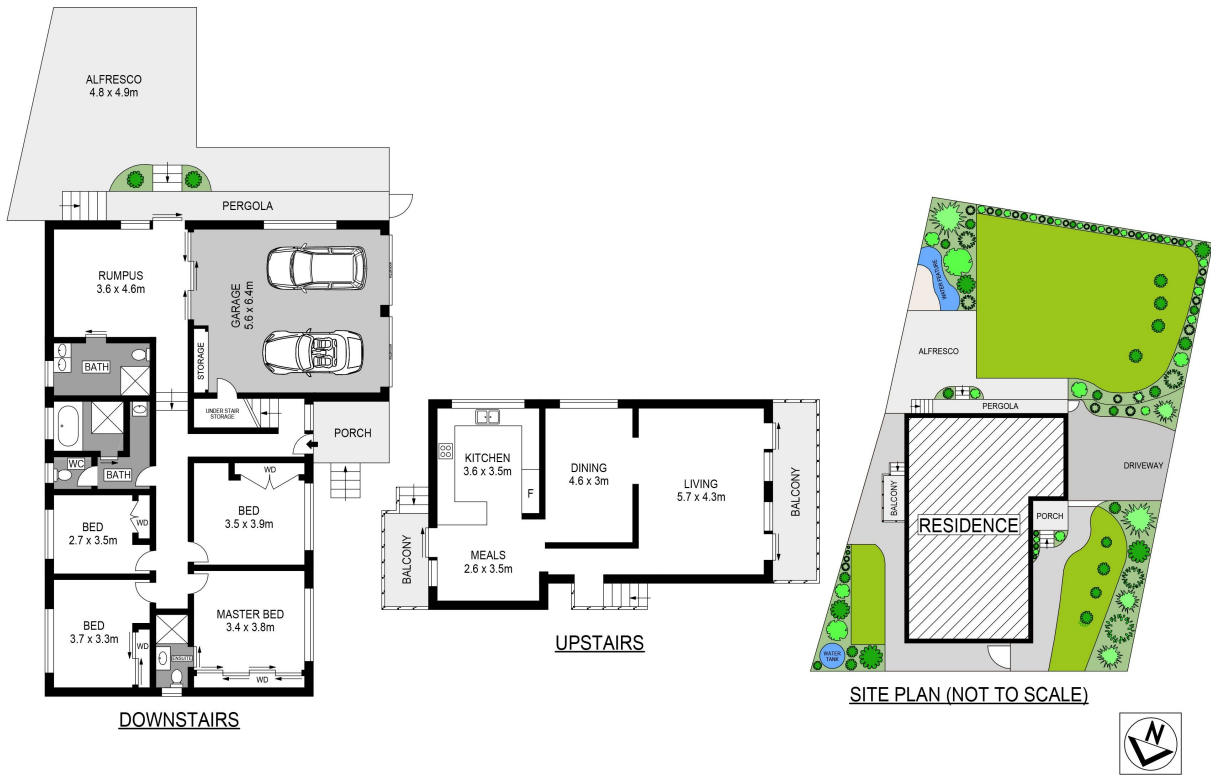 ALFRESCO
4.8 x 4.9m
PERGOLA
RUMPUS
3.6 x 4.6m
GARAGE
5.6 x 6.4m
STORAGE
BATH
UNDER STAIR
STORAGE
PORCH
WC
BATH
WD
BED
3.5 x 3.9m
BED
2.7 x 3.5m
WD
MASTER BED
3.4 x 3.8m
BED
3.7 x 3.3m
WD
ENSUITE
WD
DOWNSTAIRS
KITCHEN
3.6 x 3.5m
F
DINING
4.6 x 3m
LIVING
5.7 x 4.3m
BALCONY
BALCONY
MEALS
2.6 x 3.5m
UPSTAIRS
WATER FEATURE
ALFRESCO
PERGOLA
DRIVEWAY
BALCONY
PORCH
RESIDENCE
WATER
TANK
SITE PLAN (NOT TO SCALE)
N